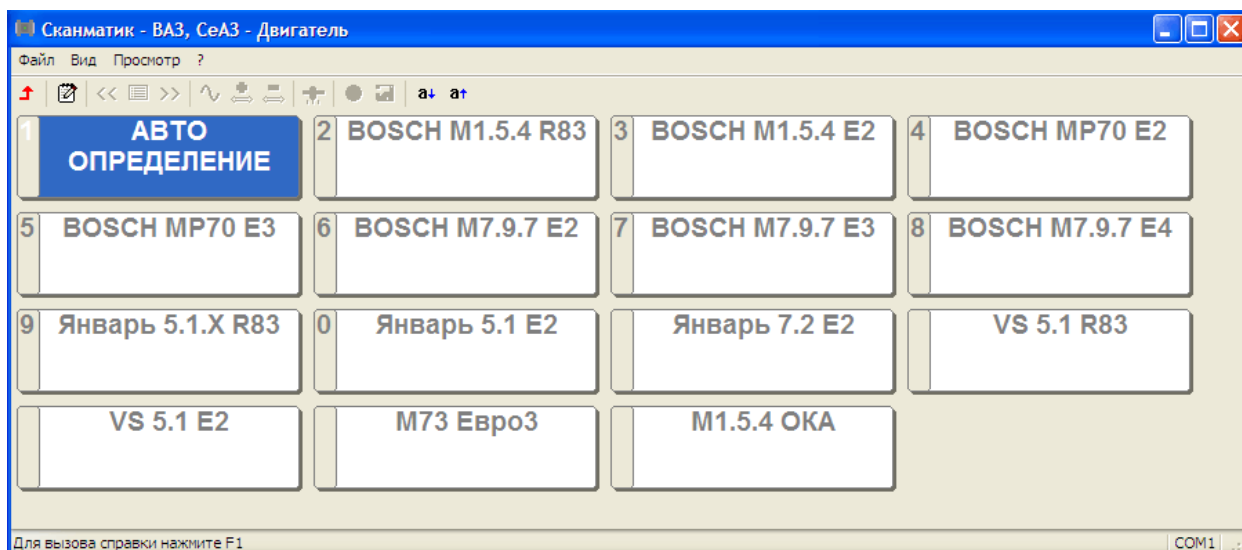 Сканматик - ВАЗ, СеАЗ - Двигатель
Файл Вид Просмотр ?
<< >> a↓ a↑
1 АВТО ОПРЕДЕЛЕНИЕ
2 BOSCH M1.5.4 R83
3 BOSCH M1.5.4 E2
4 BOSCH MP70 E2
5 BOSCH MP70 E3
6 BOSCH M7.9.7 E2
7 BOSCH M7.9.7 E3
8 BOSCH M7.9.7 E4
9 Январь 5.1.X R83
0 Январь 5.1 E2
Январь 7.2 E2
VS 5.1 R83
VS 5.1 E2
M73 Евро3
M1.5.4 ОКА
Для вызова справки нажмите F1
COM1